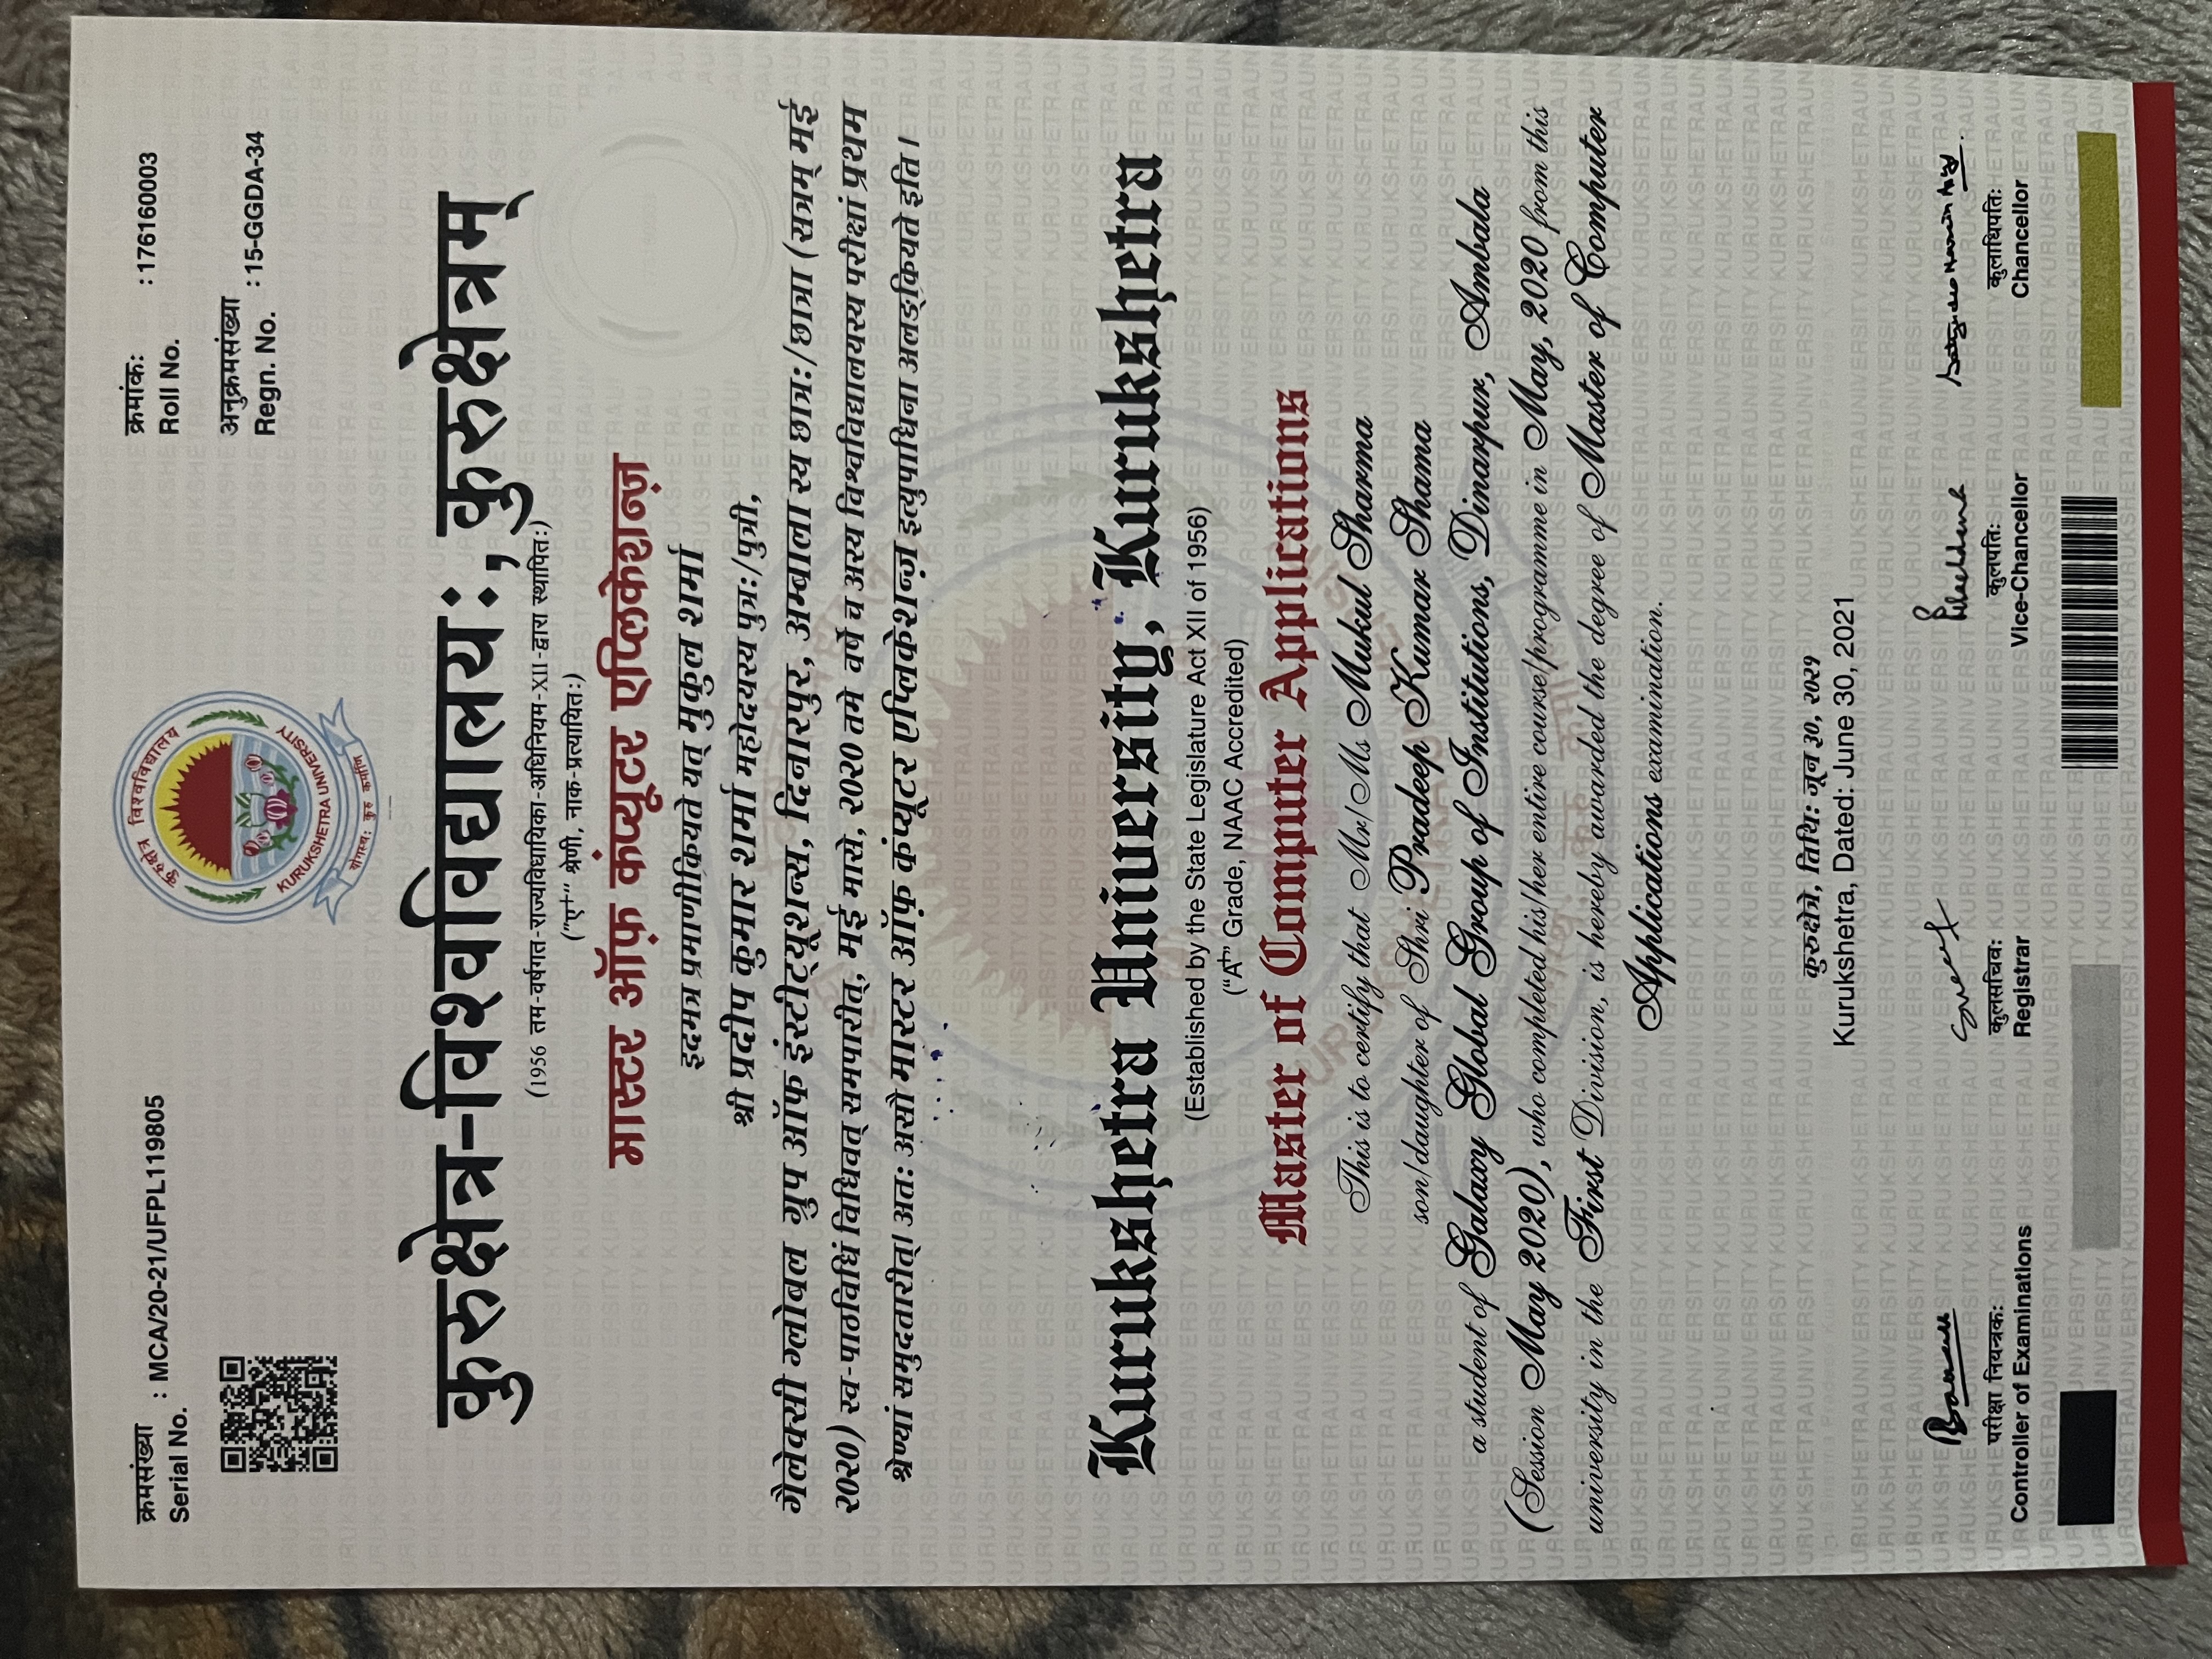 क्रमसंख्या
Serial No. : MCA/20-21/UFPL119805
क्रमांकः
Roll No. : 176160003
अनुक्रमसंख्या
Regn. No. : 15-GGDA-34
कुरुक्षेत्र विश्वविद्यालय
KURUKSHETRA UNIVERSITY
योगस्थः कुरु कर्माणि
कुरुक्षेत्र-विश्वविद्यालयः, कुरुक्षेत्रम्
(1956 तम-वर्षगत-राज्यविधायिका-अधिनियम-XII-द्वारा स्थापितः)
("ए+" श्रेणी, नाक-प्रत्यायितः)
मास्टर ऑफ़ कंप्यूटर एप्लिकेशन्ज़
इदमत्र प्रमाणीक्रियते यत् मुकुल शर्मा
श्री प्रदीप कुमार शर्मा महोदयस्य पुत्रः/पुत्री,
गैलेक्सी ग्लोबल ग्रुप ऑफ इंस्टीट्यूशन्स, दिनारपुर, अम्बाला स्य छात्रः/छात्रा (सत्रम् मई
२०२०) स्व-पाठविधिं विधिवत् समपारीत्, मई मासे, २०२० तमे वर्षे च अस्य विश्वविद्यालयस्य परीक्षां प्रथम
श्रेण्यां समुदतारीत्। अतः असौ मास्टर ऑफ़ कंप्यूटर एप्लिकेशन्ज़ इत्युपाधिना अलङ्क्रियते इति।
Kurukshetra University, Kurukshetra
(Established by the State Legislature Act XII of 1956)
("A+" Grade, NAAC Accredited)
Master of Computer Applications
This is to certify that Mr/Ms Mukul Sharma
son/daughter of Shri Pradeep Kumar Shama
a student of Galaxy Global Group of Institutions, Dinarpur, Ambala
(Session May 2020), who completed his/her entire course/programme in May, 2020 from this
university in the First Division, is hereby awarded the degree of Master of Computer
Applications examination.
कुरुक्षेत्रे, तिथिः जून ३०, २०२१
Kurukshetra, Dated: June 30, 2021
परीक्षा नियन्त्रकः
Controller of Examinations
कुलसचिवः
Registrar
कुलपतिः
Vice-Chancellor
कुलाधिपतिः
Chancellor